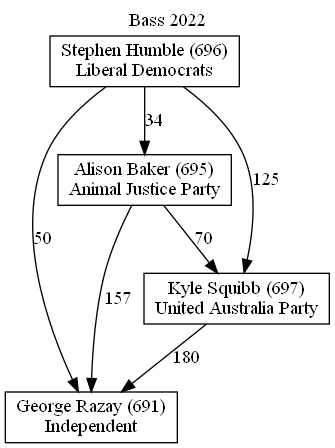 Bass 2022
Stephen Humble (696)
Liberal Democrats
34
Alison Baker (695)
Animal Justice Party
125
50
157
70
Kyle Squibb (697)
United Australia Party
180
George Razay (691)
Independent